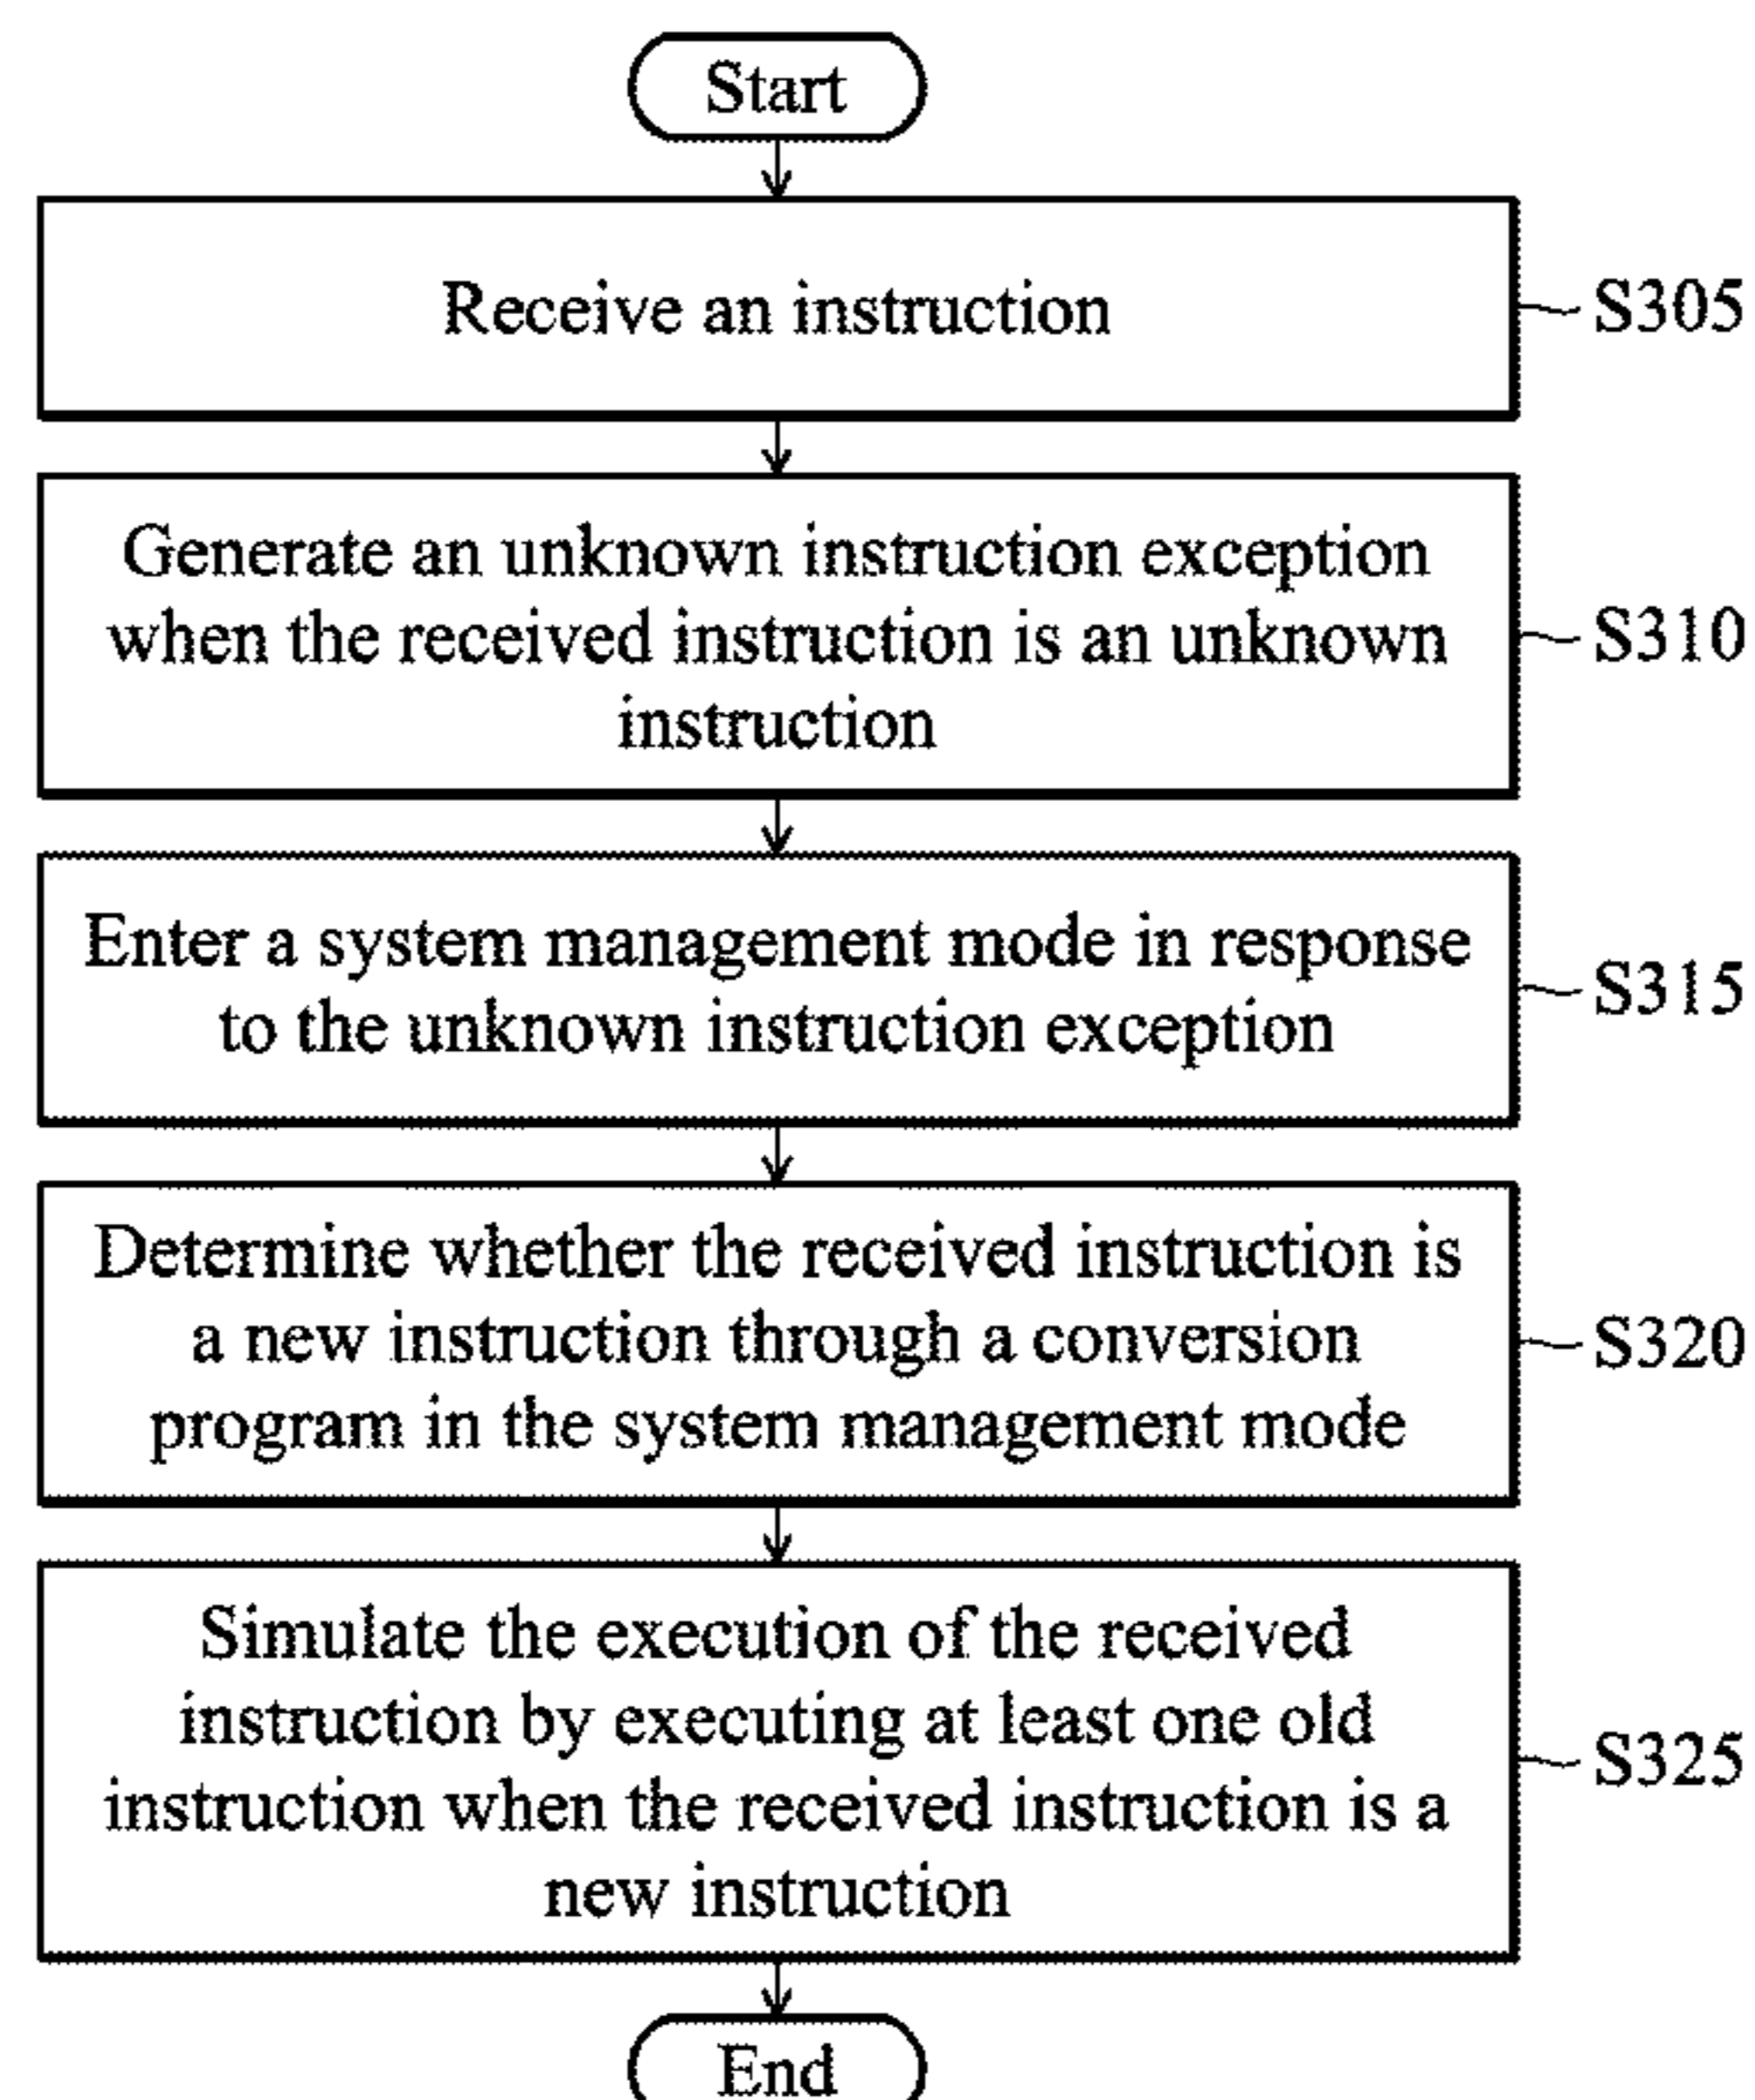 Start
Receive an instruction
S305
Generate an unknown instruction exception
when the received instruction is an unknown
instruction
S310
Enter a system management mode in response
to the unknown instruction exception
S315
Determine whether the received instruction is
a new instruction through a conversion
program in the system management mode
S320
Simulate the execution of the received
instruction by executing at least one old
instruction when the received instruction is a
new instruction
S325
End